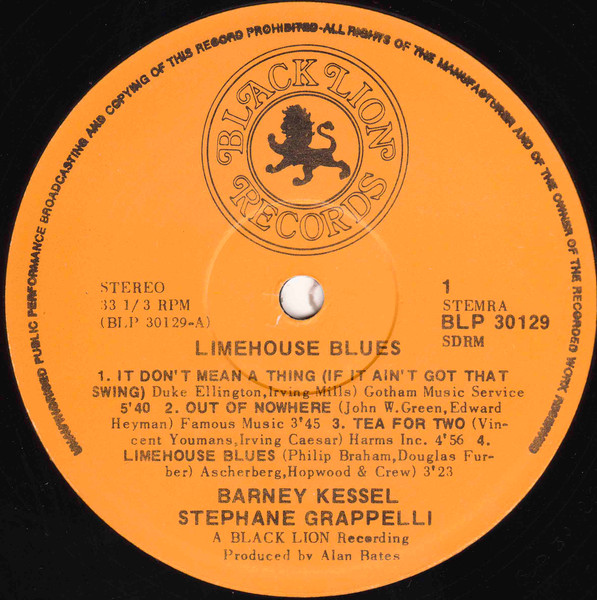 UNAUTHORISED PUBLIC PERFORMANCE BROADCASTING AND COPYING OF THIS RECORD PROHIBITED-ALL RIGHTS OF THE MANUFACTURER AND OF THE OWNER OF THE RECORDED WORK RESERVED
BLACK LION
RECORDS
STEREO
33 1/3 RPM
(BLP 30129-A)
1
STEMRA
BLP 30129
SDRM
LIMEHOUSE BLUES
1. IT DON'T MEAN A THING (IF IT AIN'T GOT THAT
SWING) Duke Ellington,Irving Mills) Gotham Music Service
5'40 2. OUT OF NOWHERE (John W.Green,Edward
Heyman) Famous Music 3'45 3. TEA FOR TWO (Vin-
cent Youmans,Irving Caesar) Harms Inc. 4'56 4.
LIMEHOUSE BLUES (Philip Braham,Douglas Fur-
ber) Ascherberg,Hopwood & Crew) 3'23
BARNEY KESSEL
STEPHANE GRAPPELLI
A BLACK LION Recording
Produced by Alan Bates